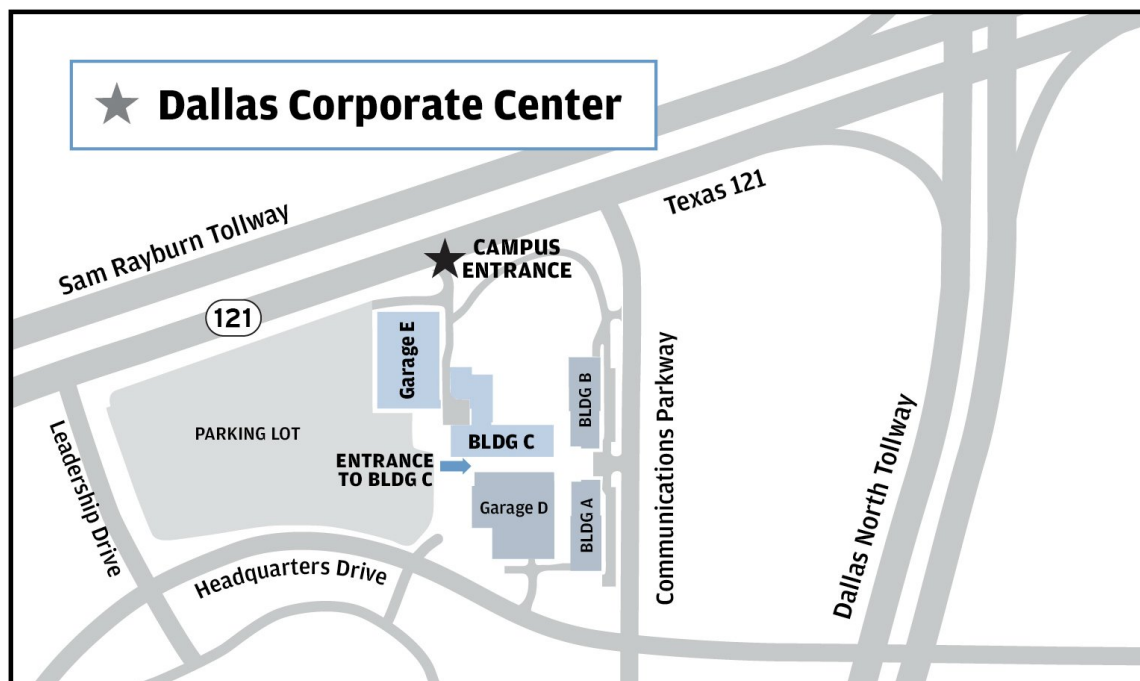 Dallas Corporate Center
Sam Rayburn Tollway
Texas 121
CAMPUS
ENTRANCE
121
Garage E
BLDG B
PARKING LOT
BLDG C
ENTRANCE
TO BLDG C
Garage D
BLDG A
Communications Parkway
Leadership Drive
Headquarters Drive
Dallas North Tollway